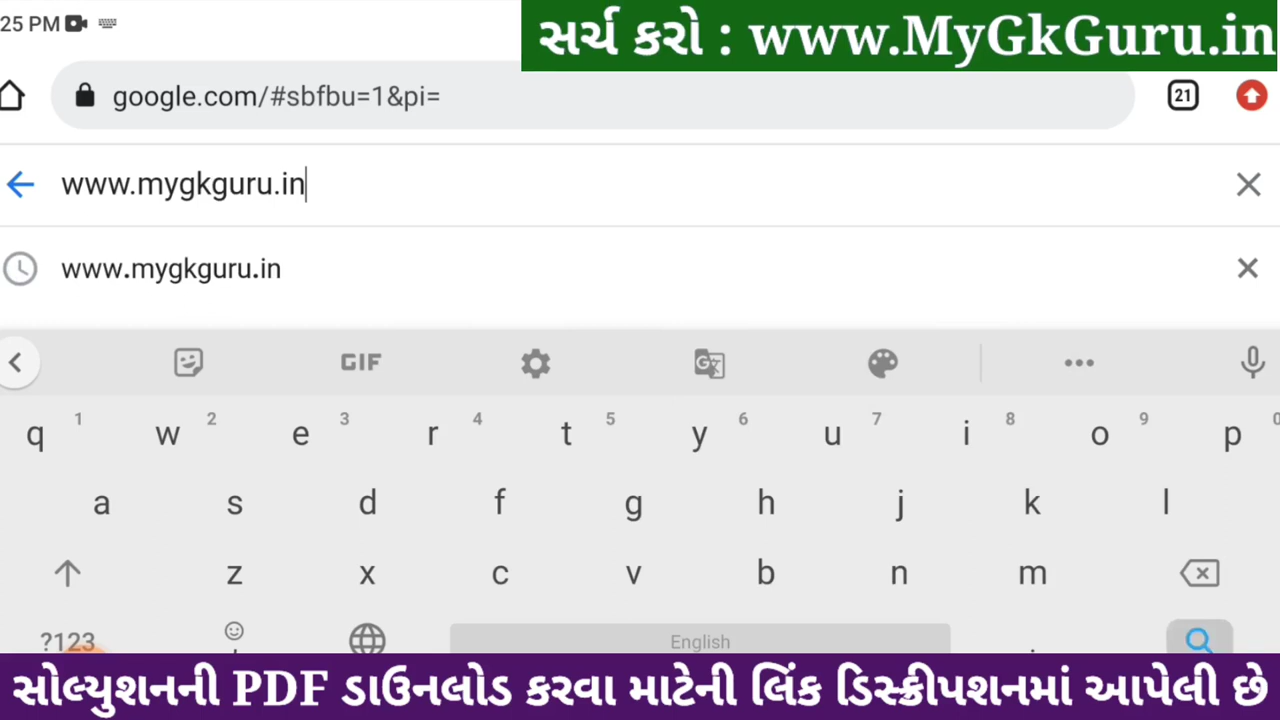 25 PM
સર્ચ કરો : www.MyGkGuru.in
google.com/#sbfbu=1&pi=
21
www.mygkguru.in
www.mygkguru.in
GIF
q 1 w 2 e 3 r 4 t 5 y 6 u 7 i 8 o 9 p 0
a s d f g h j k l
z x c v b n m
?123 English
સોલ્યુશનની PDF ડાઉનલોડ કરવા માટેની લિંક ડિસ્ક્રીપશનમાં આપેલી છે